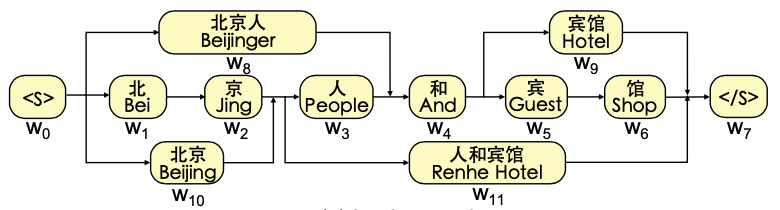 北京人
Beijinger
w8
宾馆
Hotel
w9
<S>
w0
北
Bei
w1
京
Jing
w2
人
People
w3
和
And
w4
宾
Guest
w5
馆
Shop
w6
</S>
w7
北京
Beijing
w10
人和宾馆
Renhe Hotel
w11